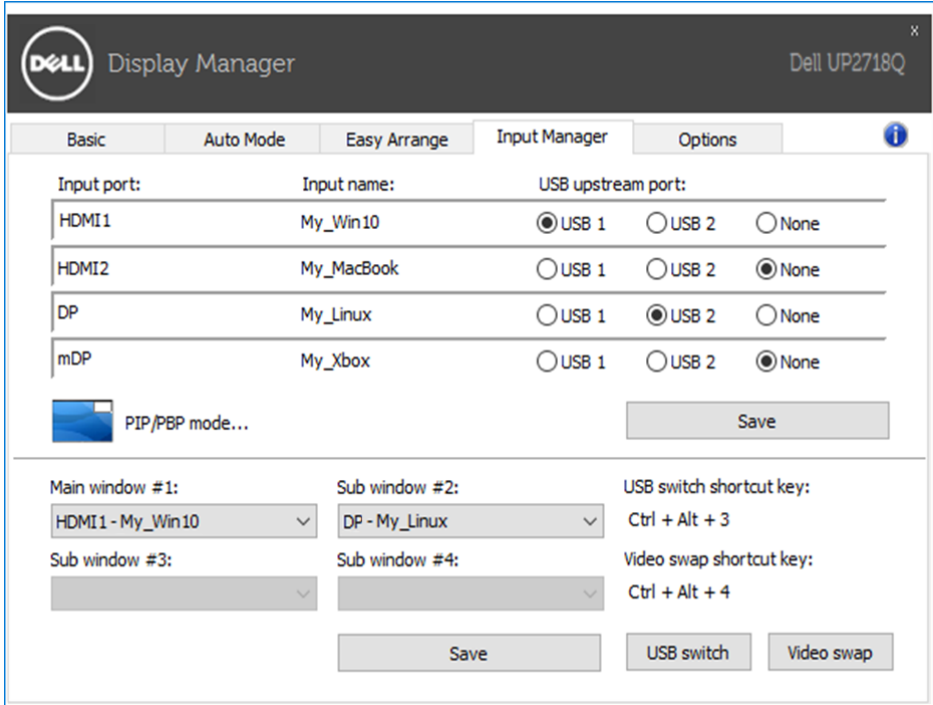 x
DELL Display Manager Dell UP2718Q
Basic Auto Mode Easy Arrange Input Manager Options i
Input port: Input name: USB upstream port:
HDMI1 My_Win10 USB 1 USB 2 None
HDMI2 My_MacBook USB 1 USB 2 None
DP My_Linux USB 1 USB 2 None
mDP My_Xbox USB 1 USB 2 None
PIP/PBP mode... Save
Main window #1: Sub window #2: USB switch shortcut key:
HDMI1 - My_Win10 DP - My_Linux Ctrl + Alt + 3
Sub window #3: Sub window #4: Video swap shortcut key:
Ctrl + Alt + 4
Save USB switch Video swap